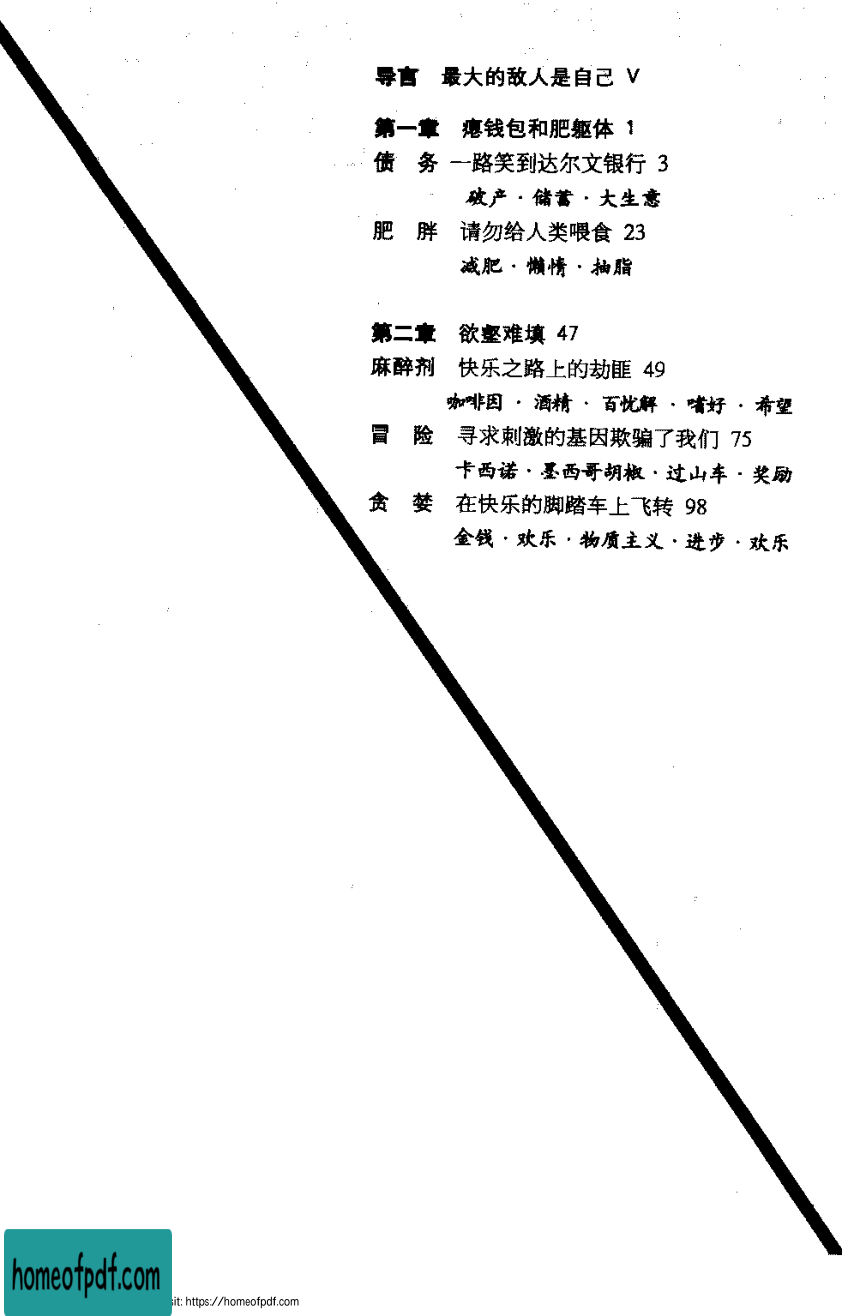 导言 最大的敌人是自己 V
第一章 瘪钱包和肥躯体 1
债 务 一路笑到达尔文银行 3
破产·储蓄·大生意
肥 胖 请勿给人类喂食 23
减肥·懒惰·抽脂
第二章 欲壑难填 47
麻醉剂 快乐之路上的劫匪 49
咖啡因·酒精·百忧解·嗜好·希望
冒 险 寻求刺激的基因欺骗了我们 75
卡西诺·墨西哥胡椒·过山车·奖励
贪 婪 在快乐的脚踏车上飞转 98
金钱·欢乐·物质主义·进步·欢乐
homeofpdf.com
sit: https://homeofpdf.com